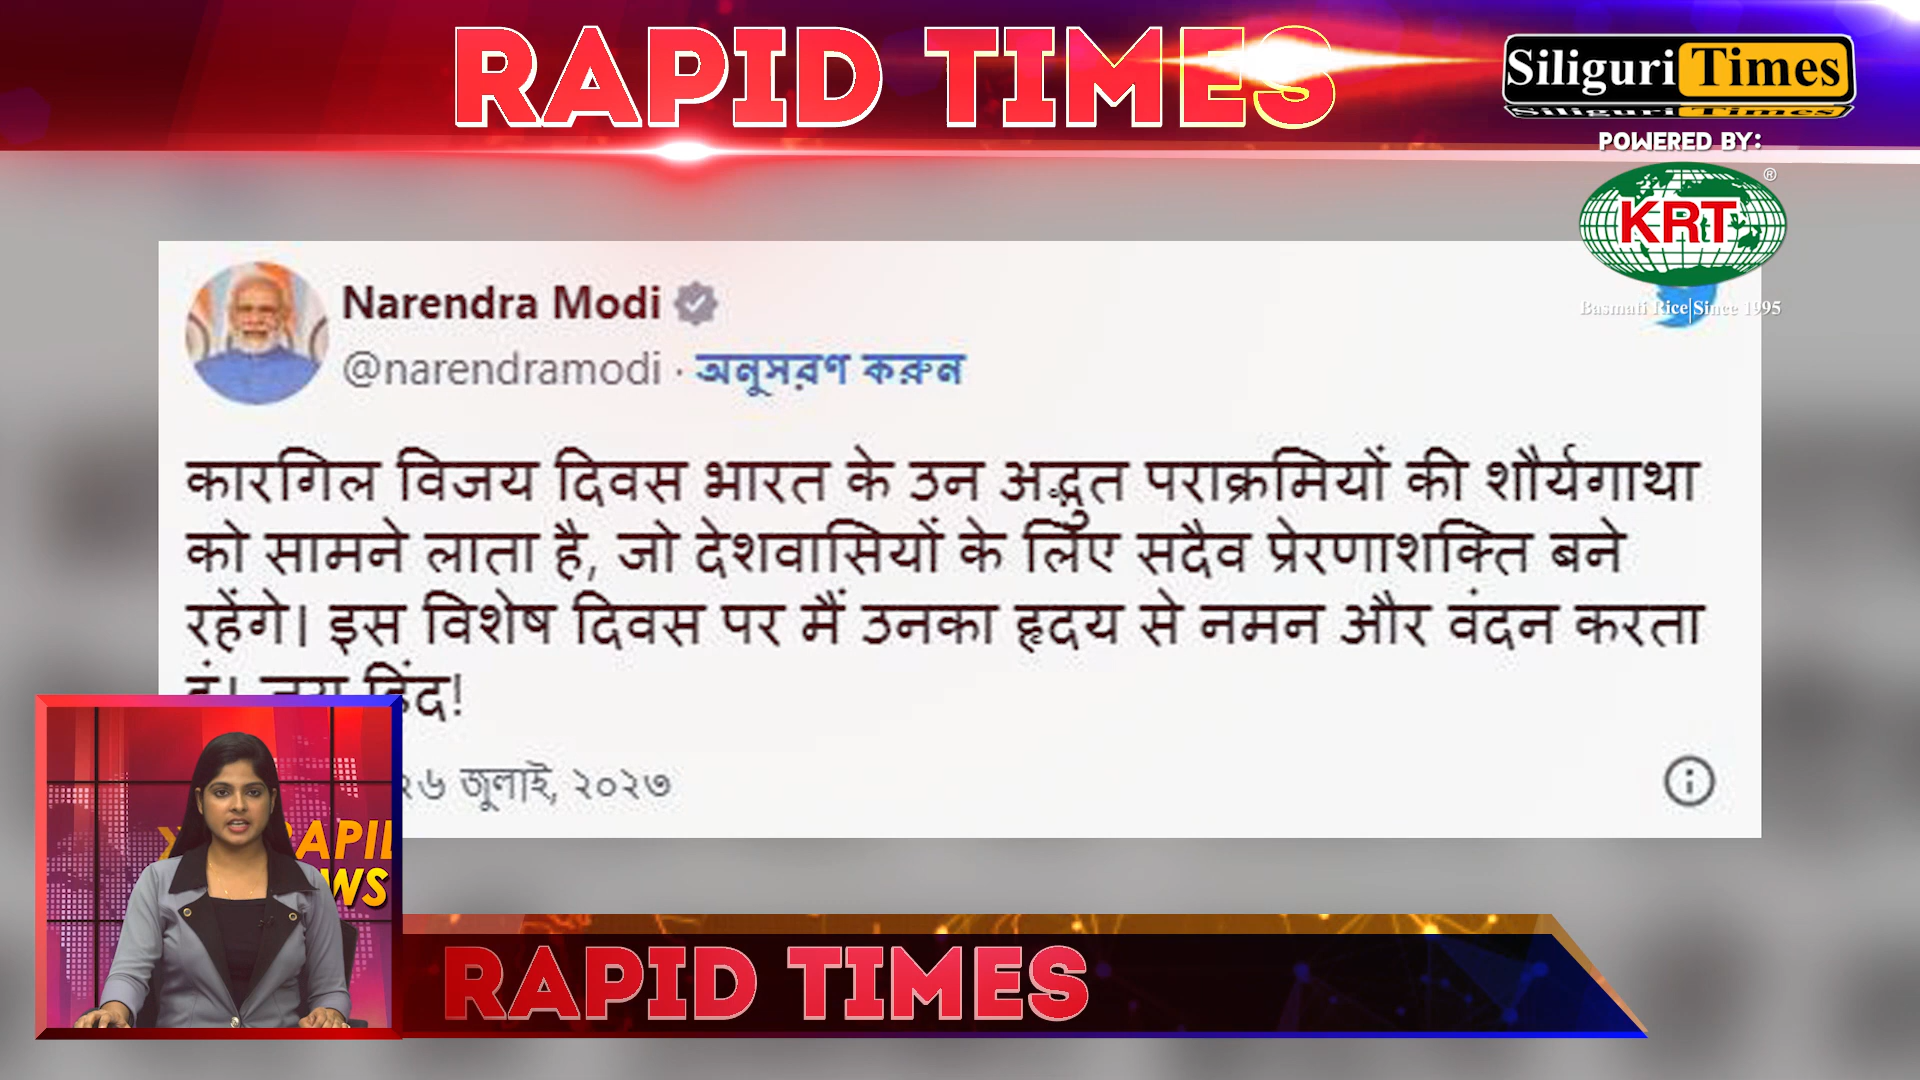 RAPID TIMES
Siliguri Times
POWERED BY:
KRT
®
Basmati Rice|Since 1995
Narendra Modi
@narendramodi · অনুসরণ করুন
कारगिल विजय दिवस भारत के उन अद्भुत पराक्रमियों की शौर्यगाथा
को सामने लाता है, जो देशवासियों के लिए सदैव प्रेरणाशक्ति बने
रहेंगे। इस विशेष दिवस पर मैं उनका हृदय से नमन और वंदन करता
हिंद!
২৬ জুলাই, ২০২৩
RAPID TIMES